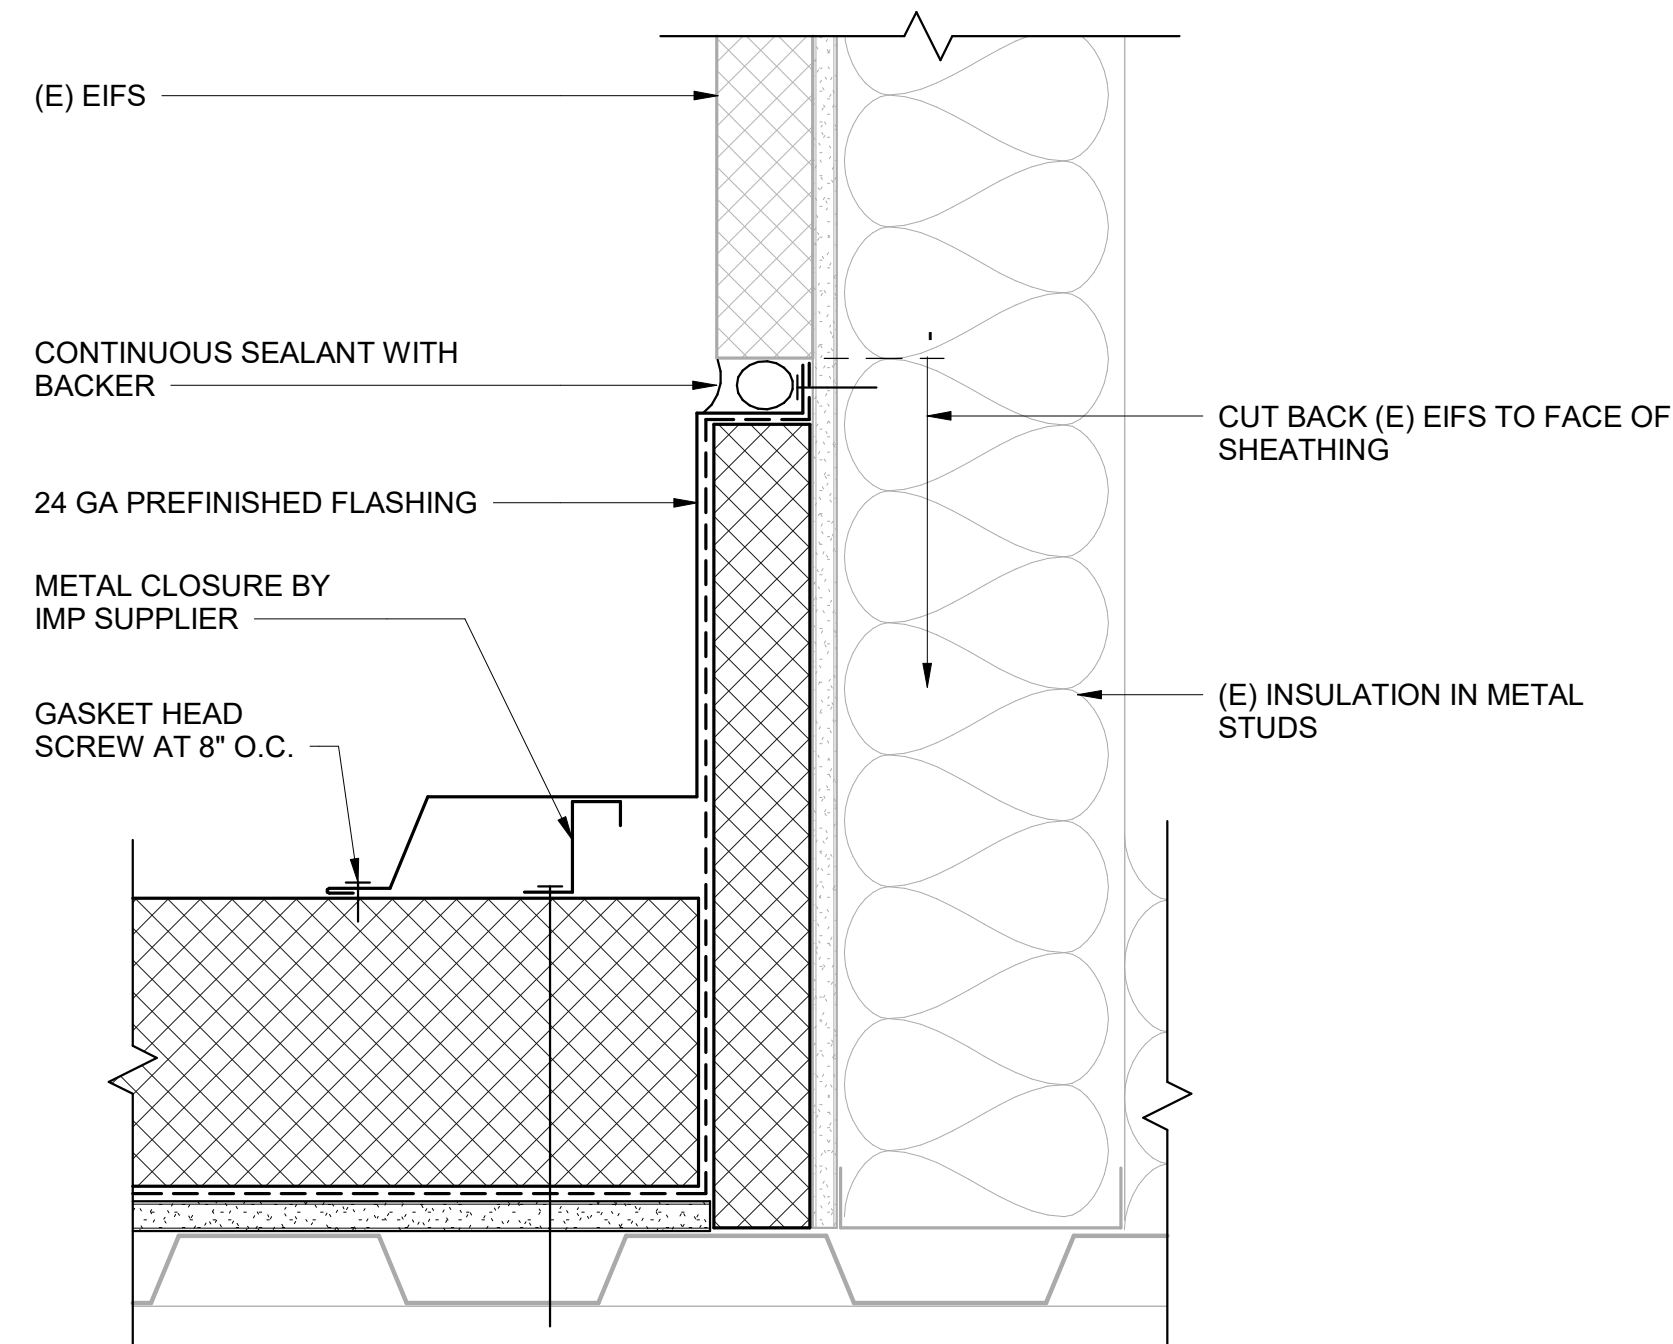 (E) EIFS
CONTINUOUS SEALANT WITH
BACKER
24 GA PREFINISHED FLASHING
METAL CLOSURE BY
IMP SUPPLIER
GASKET HEAD
SCREW AT 8" O.C.
CUT BACK (E) EIFS TO FACE OF
SHEATHING
(E) INSULATION IN METAL
STUDS